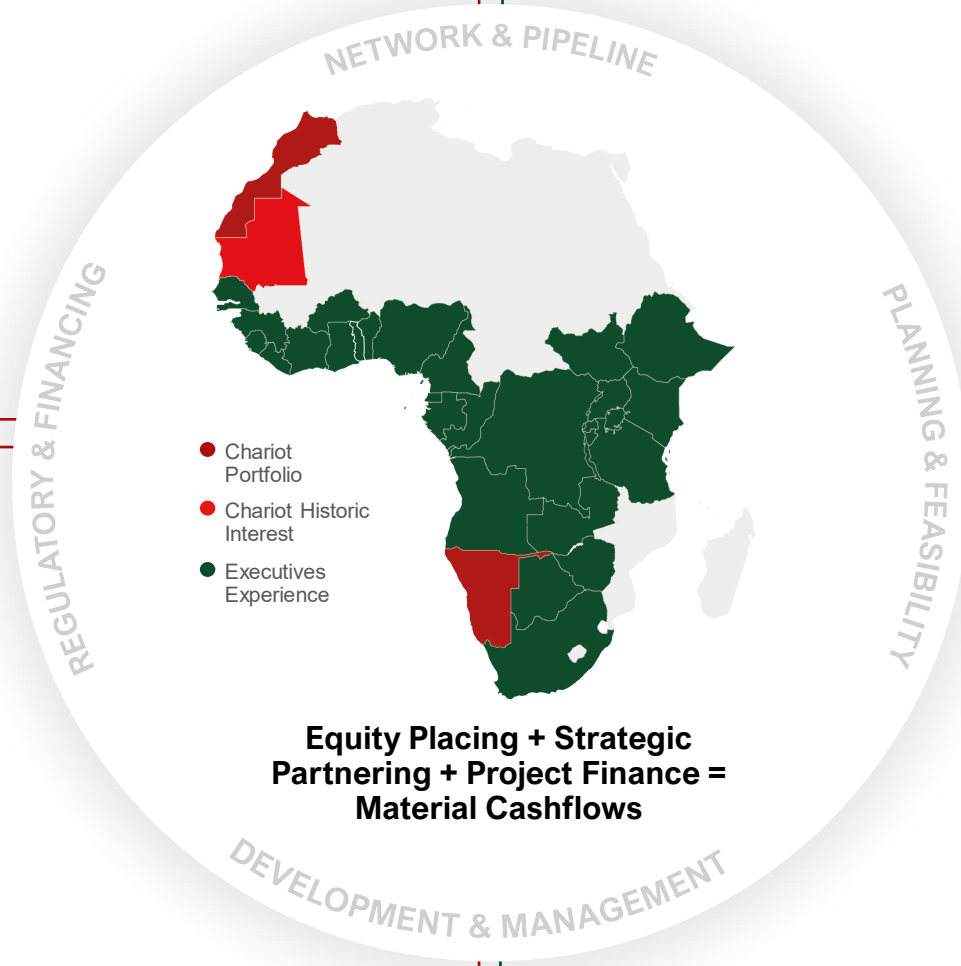 NETWORK & PIPELINE
REGULATORY & FINANCING
PLANNING & FEASIBILITY
Chariot
Portfolio
Chariot Historic
Interest
Executives
Experience
Equity Placing + Strategic
Partnering + Project Finance =
Material Cashflows
DEVELOPMENT & MANAGEMENT